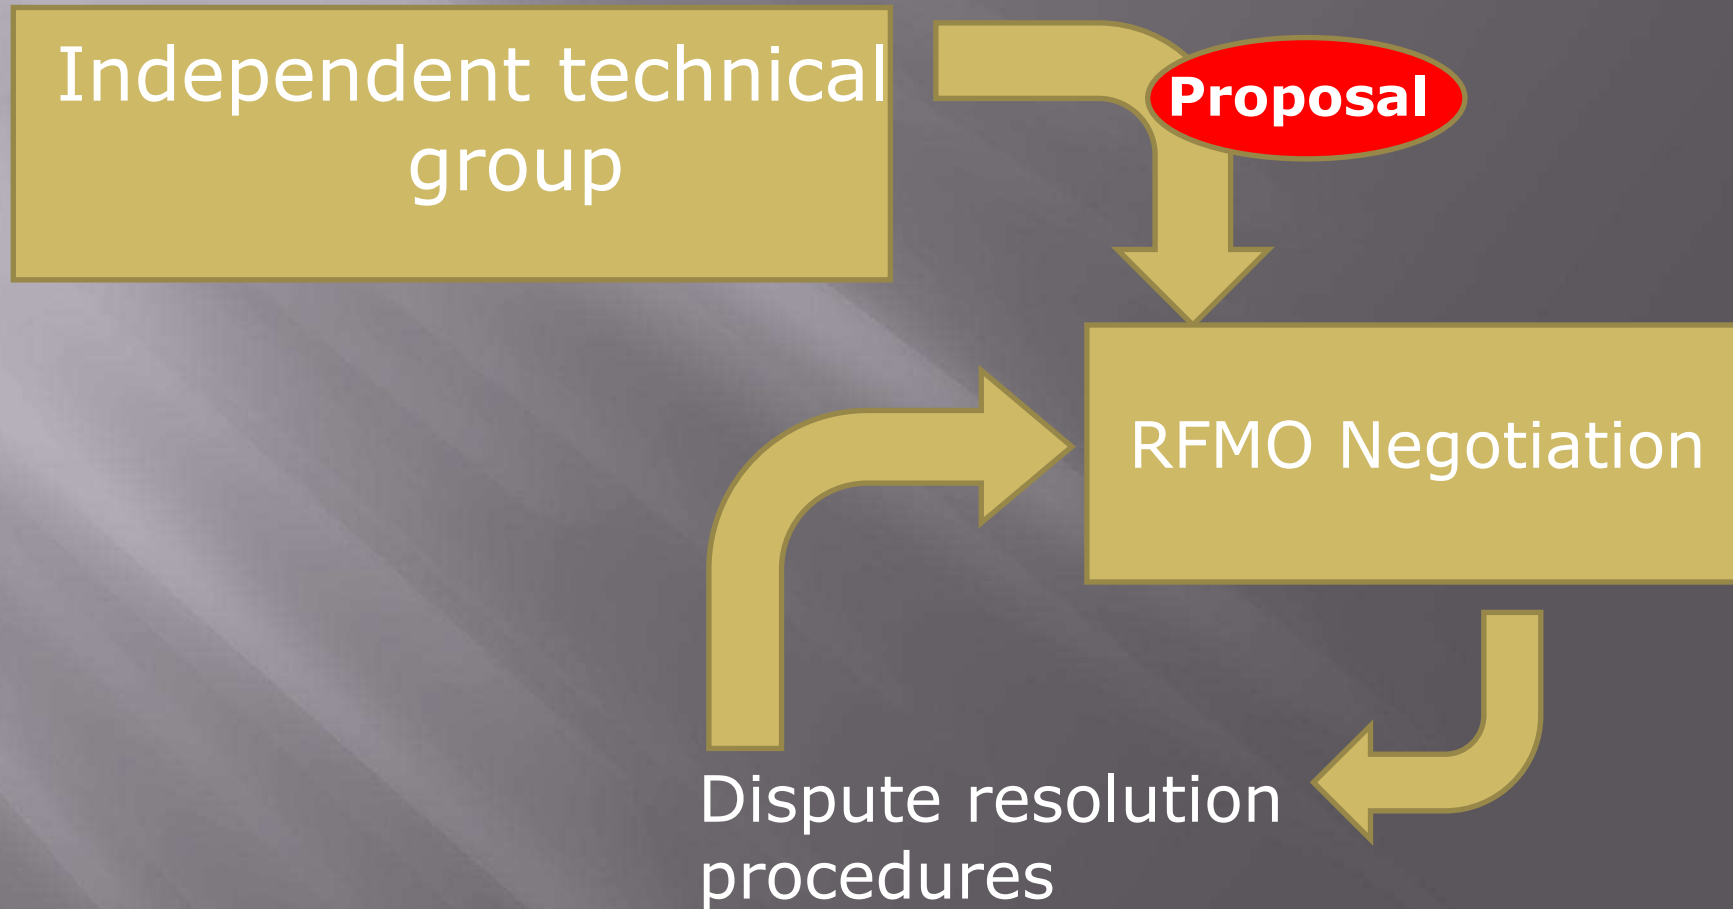 Independent technical
group
Proposal
RFMO Negotiation
Dispute resolution
procedures